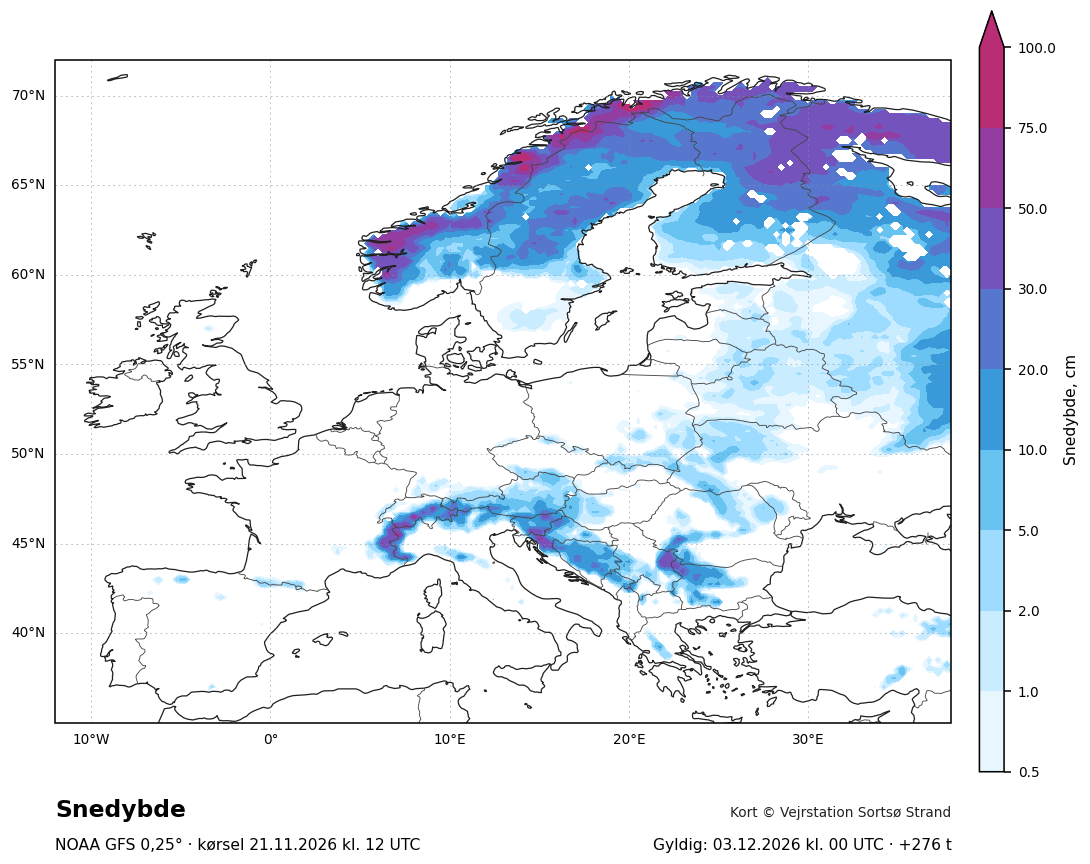 70°N
65°N
60°N
55°N
50°N
45°N
40°N
10°W
0°
10°E
20°E
30°E
100.0
75.0
50.0
30.0
20.0
10.0
5.0
2.0
1.0
0.5
Snedybde, cm
Snedybde
Kort © Vejrstation Sortsø Strand
NOAA GFS 0,25° · kørsel 21.11.2026 kl. 12 UTC
Gyldig: 03.12.2026 kl. 00 UTC · +276 t